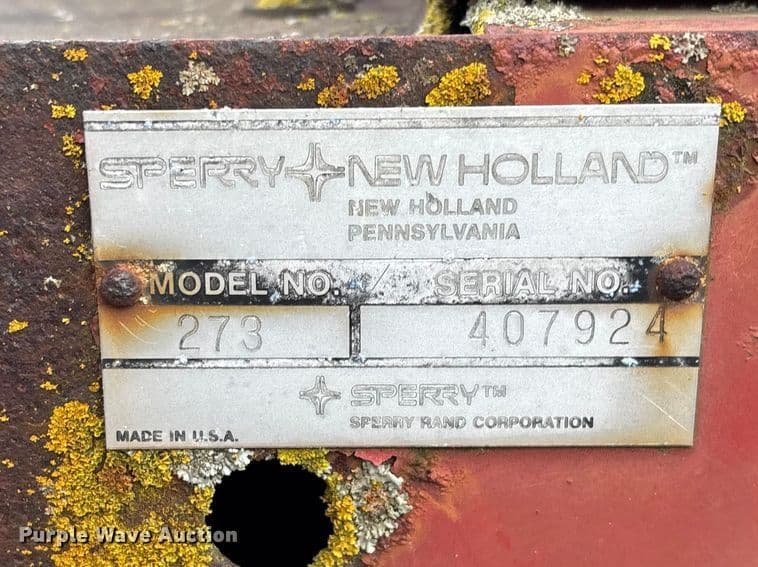 SPERRY NEW HOLLAND™
NEW HOLLAND
PENNSYLVANIA
MODEL NO. SERIAL NO.
273 407924
SPERRY™
SPERRY RAND CORPORATION
MADE IN U.S.A.
Purple Wave Auction